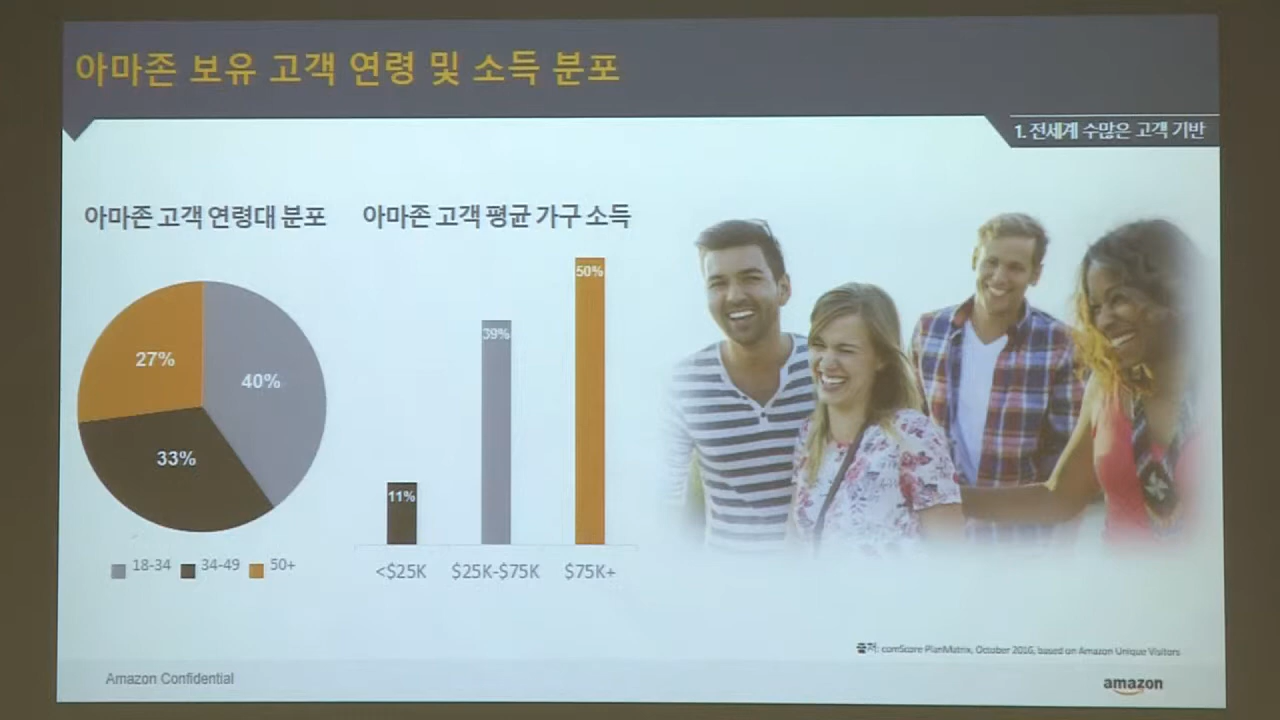 아마존 보유 고객 연령 및 소득 분포
1. 전세계 수많은 고객 기반
아마존 고객 연령대 분포
아마존 고객 평균 가구 소득
27%
40%
33%
18-34 34-49 50+
11%
39%
50%
<$25K $25K-$75K $75K+
출처: comScore PlanMatrix, October 2016, based on Amazon Unique Visitors
Amazon Confidential
amazon